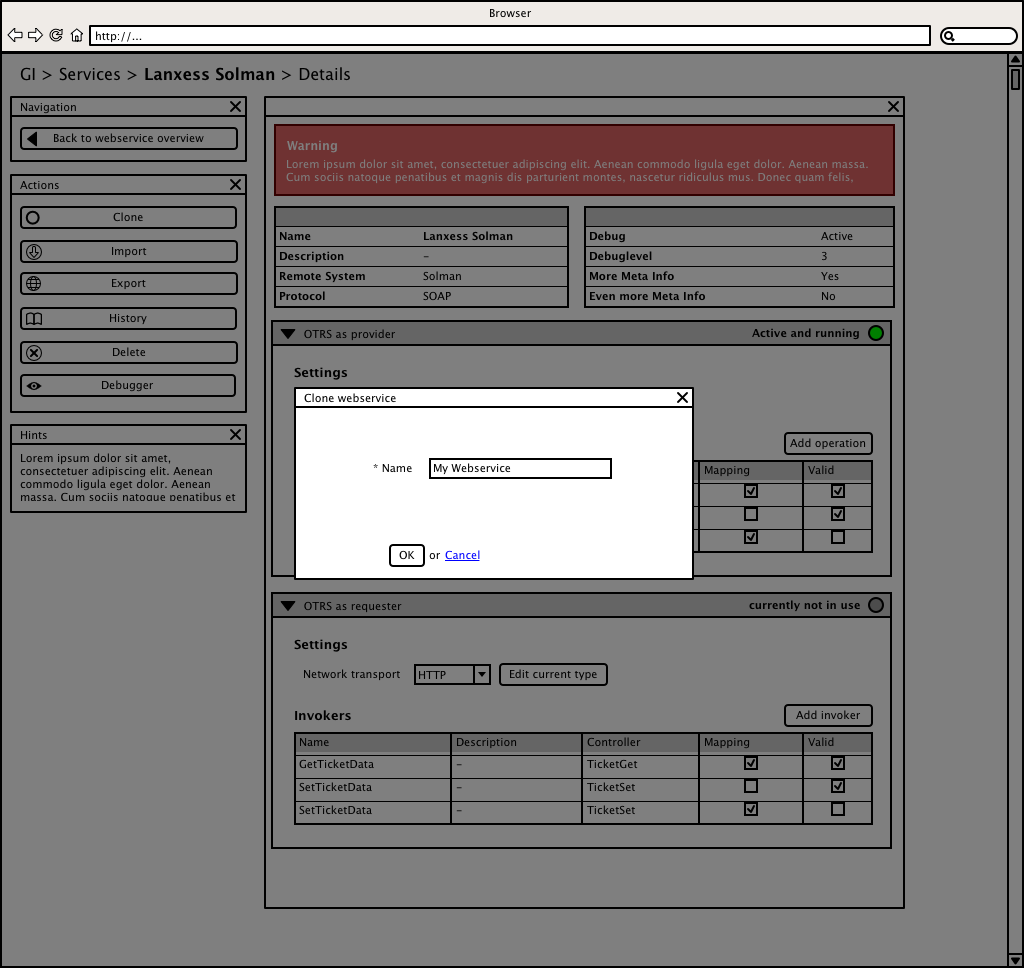 Browser
http://...
GI > Services > Lanxess Solman > Details
Navigation
Back to webservice overview
Actions
Clone
Import
Export
History
Delete
Debugger
Hints
Lorem ipsum dolor sit amet,
consectetuer adipiscing elit. Aenean
commodo ligula eget dolor. Aenean
massa. Cum sociis natoque penatibus et
Warning
Lorem ipsum dolor sit amet, consectetuer adipiscing elit. Aenean commodo ligula eget dolor. Aenean massa.
Cum sociis natoque penatibus et magnis dis parturient montes, nascetur ridiculus mus. Donec quam felis,
Name Lanxess Solman
Description –
Remote System Solman
Protocol SOAP
Debug Active
Debuglevel 3
More Meta Info Yes
Even more Meta Info No
OTRS as provider Active and running
Settings
Add operation
Mapping Valid
Clone webservice
* Name My Webservice
OK or Cancel
OTRS as requester currently not in use
Settings
Network transport HTTP Edit current type
Invokers Add invoker
Name Description Controller Mapping Valid
GetTicketData – TicketGet
SetTicketData – TicketSet
SetTicketData – TicketSet